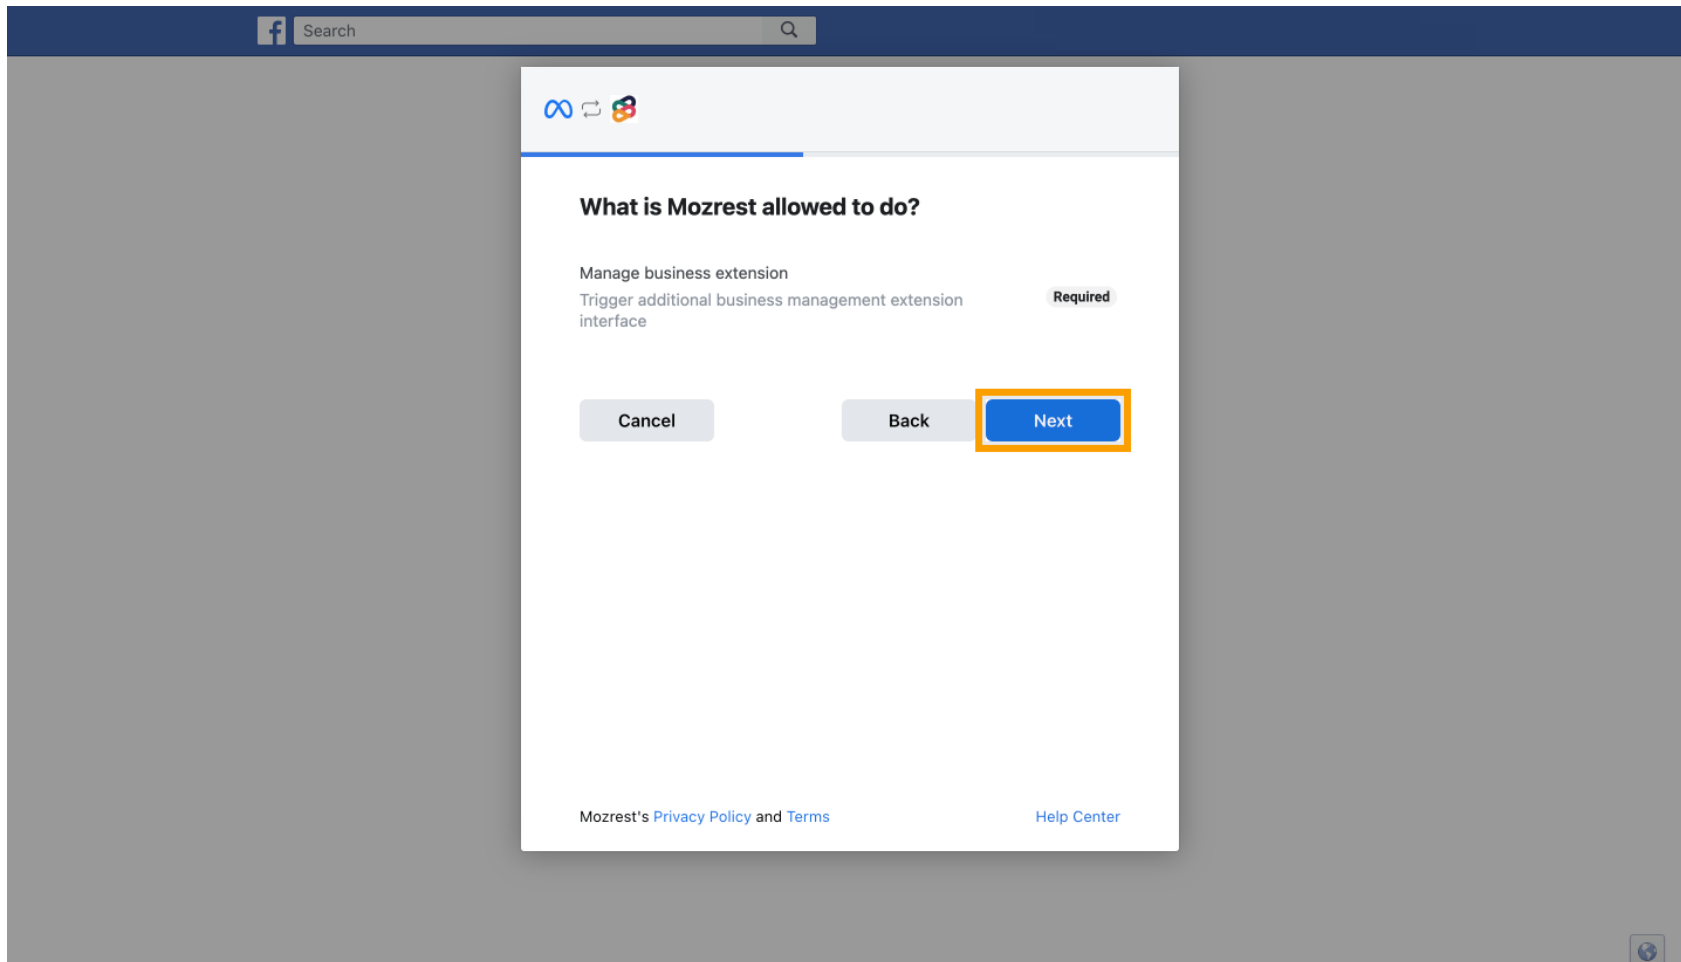 Search
What is Mozrest allowed to do?
Manage business extension
Trigger additional business management extension
interface
Required
Cancel
Back
Next
Mozrest's Privacy Policy and Terms
Help Center